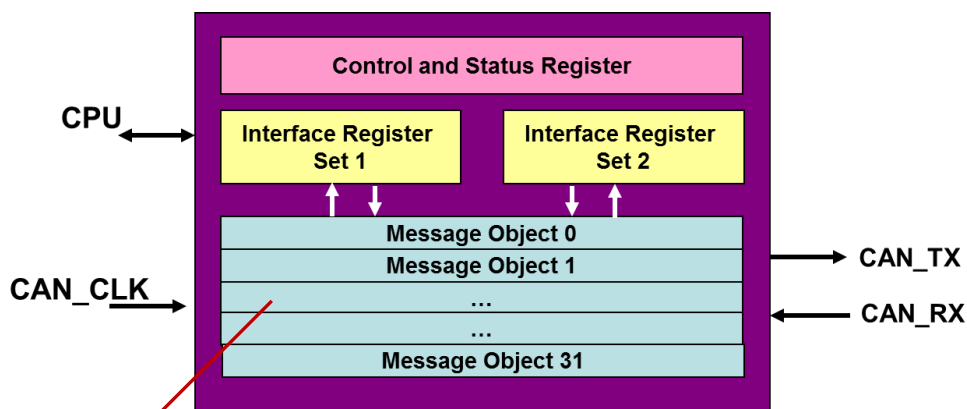 Control and Status Register
CPU
Interface Register
Set 1
Interface Register
Set 2
Message Object 0
Message Object 1
CAN_TX
CAN_CLK
...
CAN_RX
...
Message Object 31